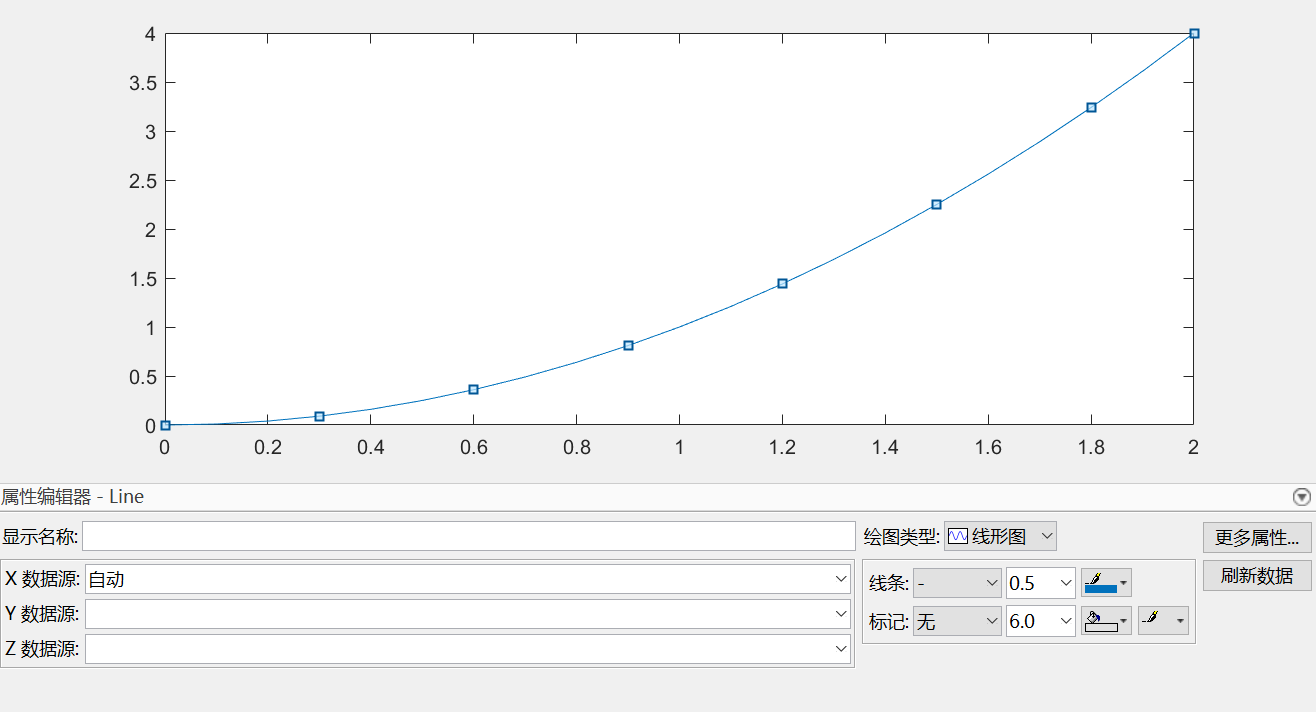 4
3.5
3
2.5
2
1.5
1
0.5
0
0 0.2 0.4 0.6 0.8 1 1.2 1.4 1.6 1.8 2
属性编辑器 - Line
显示名称: 绘图类型: 线形图 更多属性...
X 数据源: 自动 线条: - 0.5 刷新数据
Y 数据源: 标记: 无 6.0
Z 数据源: